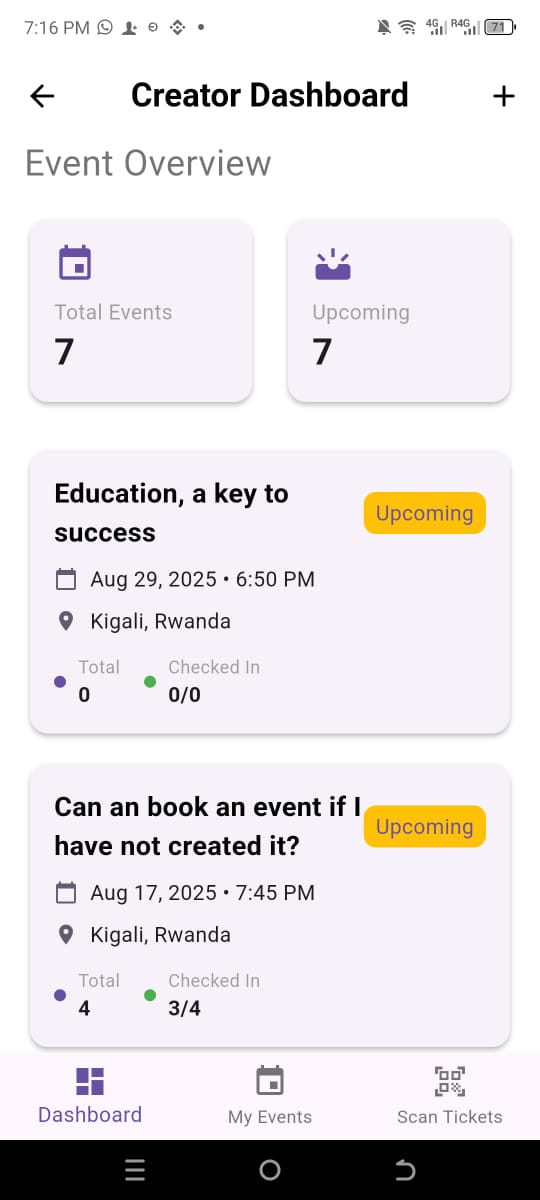 7:16 PM
4G R4G 71
Creator Dashboard
Event Overview
Total Events
7
Upcoming
7
Education, a key to
success
Upcoming
Aug 29, 2025 • 6:50 PM
Kigali, Rwanda
Total
0
Checked In
0/0
Can an book an event if I
have not created it?
Upcoming
Aug 17, 2025 • 7:45 PM
Kigali, Rwanda
Total
4
Checked In
3/4
Dashboard
My Events
Scan Tickets